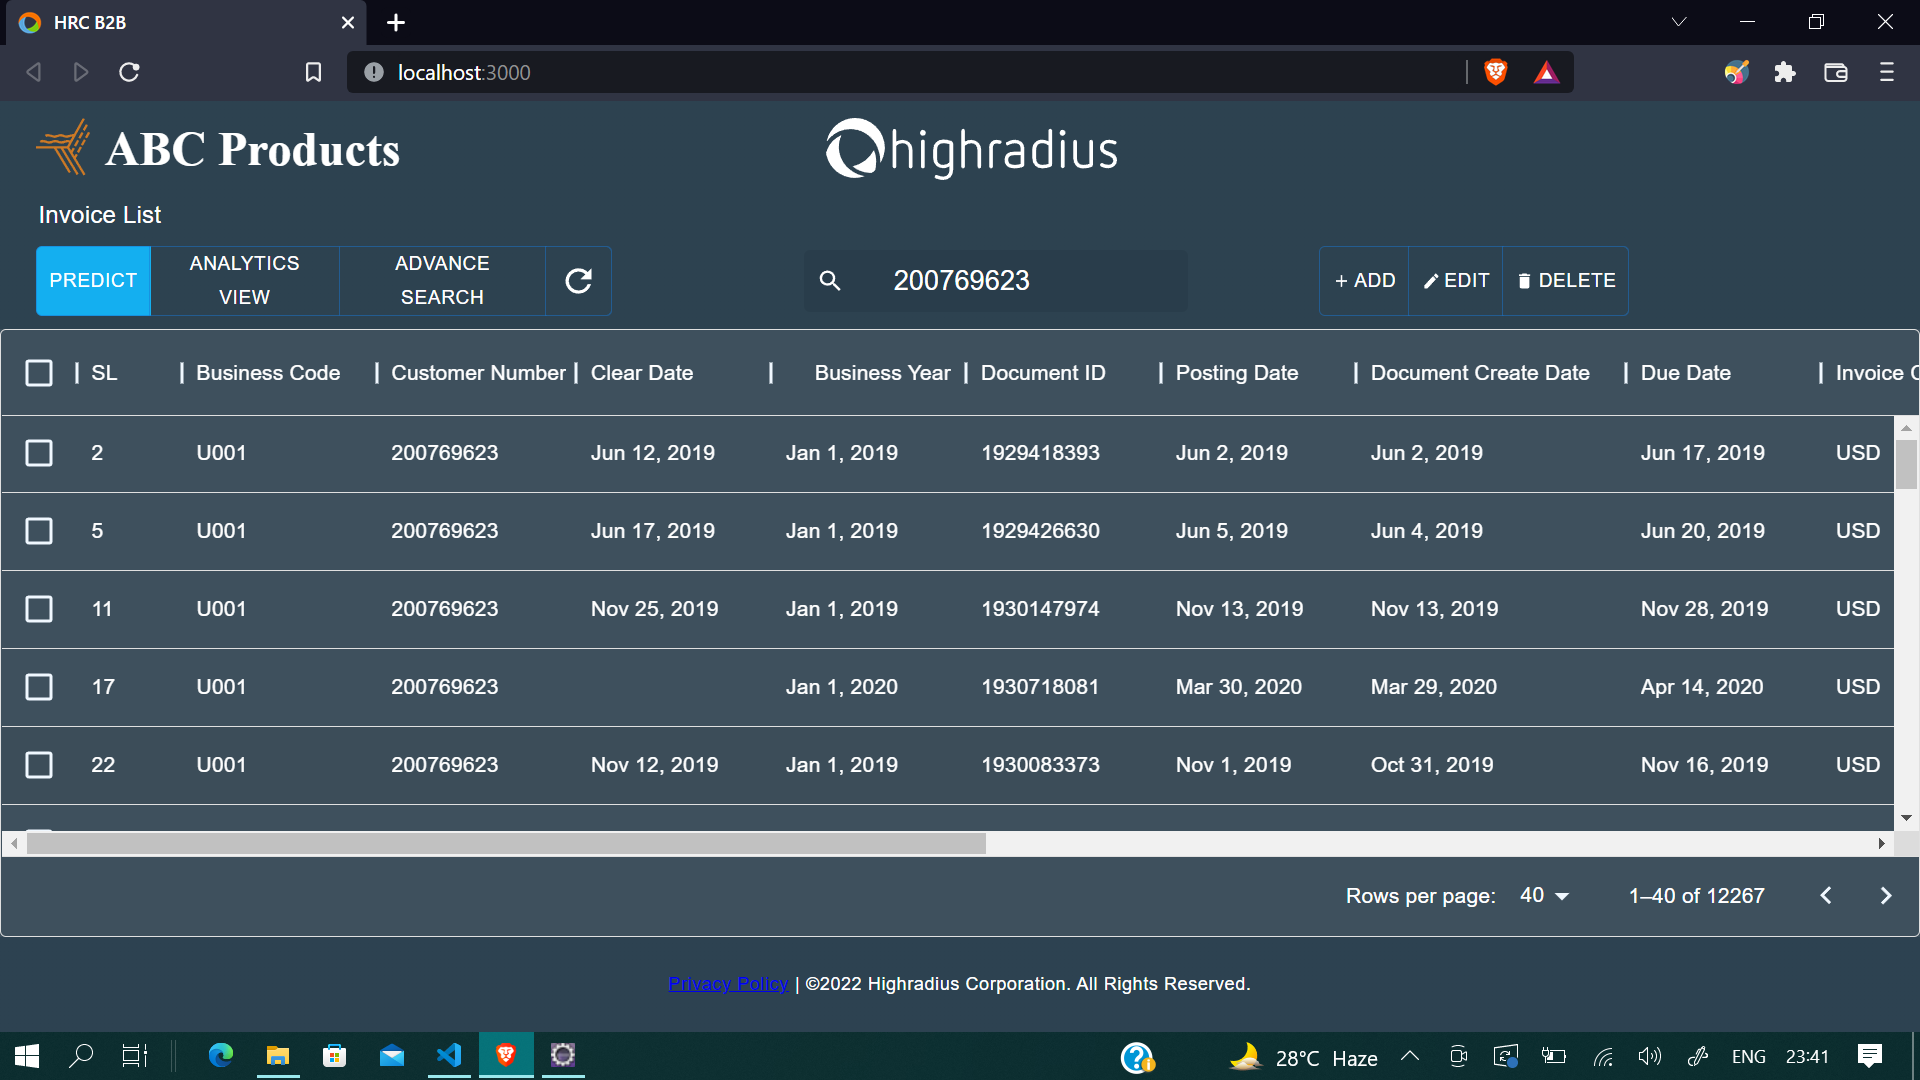 HRC B2B
localhost:3000
ABC Products
highradius
Invoice List
PREDICT
ANALYTICS
VIEW
ADVANCE
SEARCH
200769623
+ ADD
EDIT
DELETE
SL | Business Code | Customer Number | Clear Date | Business Year | Document ID | Posting Date | Document Create Date | Due Date | Invoice C
2 U001 200769623 Jun 12, 2019 Jan 1, 2019 1929418393 Jun 2, 2019 Jun 2, 2019 Jun 17, 2019 USD
5 U001 200769623 Jun 17, 2019 Jan 1, 2019 1929426630 Jun 5, 2019 Jun 4, 2019 Jun 20, 2019 USD
11 U001 200769623 Nov 25, 2019 Jan 1, 2019 1930147974 Nov 13, 2019 Nov 13, 2019 Nov 28, 2019 USD
17 U001 200769623 Jan 1, 2020 1930718081 Mar 30, 2020 Mar 29, 2020 Apr 14, 2020 USD
22 U001 200769623 Nov 12, 2019 Jan 1, 2019 1930083373 Nov 1, 2019 Oct 31, 2019 Nov 16, 2019 USD
Rows per page: 40 1–40 of 12267
Privacy Policy | ©2022 Highradius Corporation. All Rights Reserved.
28°C Haze ENG 23:41